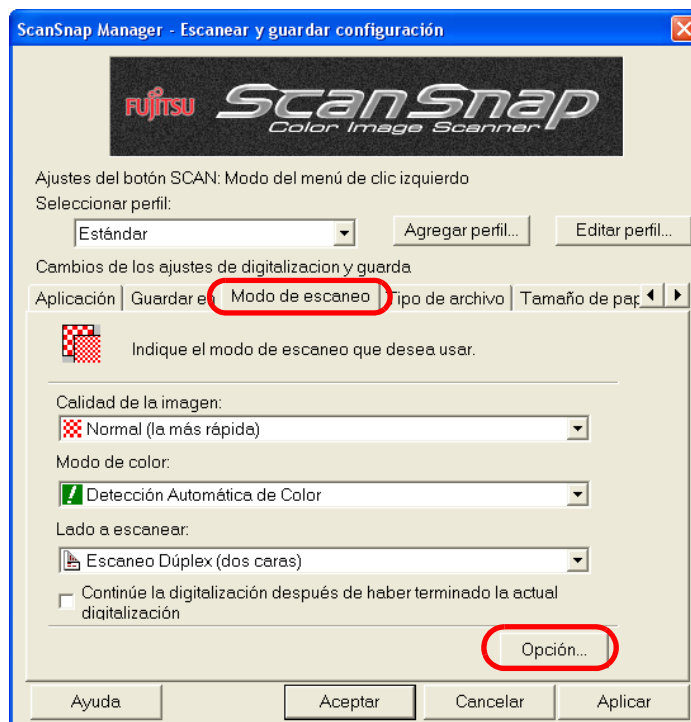 ScanSnap Manager - Escanear y guardar configuración
FUJITSU ScanSnap
Color Image Scanner
Ajustes del botón SCAN: Modo del menú de clic izquierdo
Seleccionar perfil:
Estándar
Agregar perfil...
Editar perfil...
Cambios de los ajustes de digitalizacion y guarda
Aplicación Guardar en Modo de escaneo Tipo de archivo Tamaño de pap
Indique el modo de escaneo que desea usar.
Calidad de la imagen:
Normal (la más rápida)
Modo de color:
Detección Automática de Color
Lado a escanear:
Escaneo Dúplex (dos caras)
Continúe la digitalización después de haber terminado la actual
digitalización
Opción...
Ayuda Aceptar Cancelar Aplicar